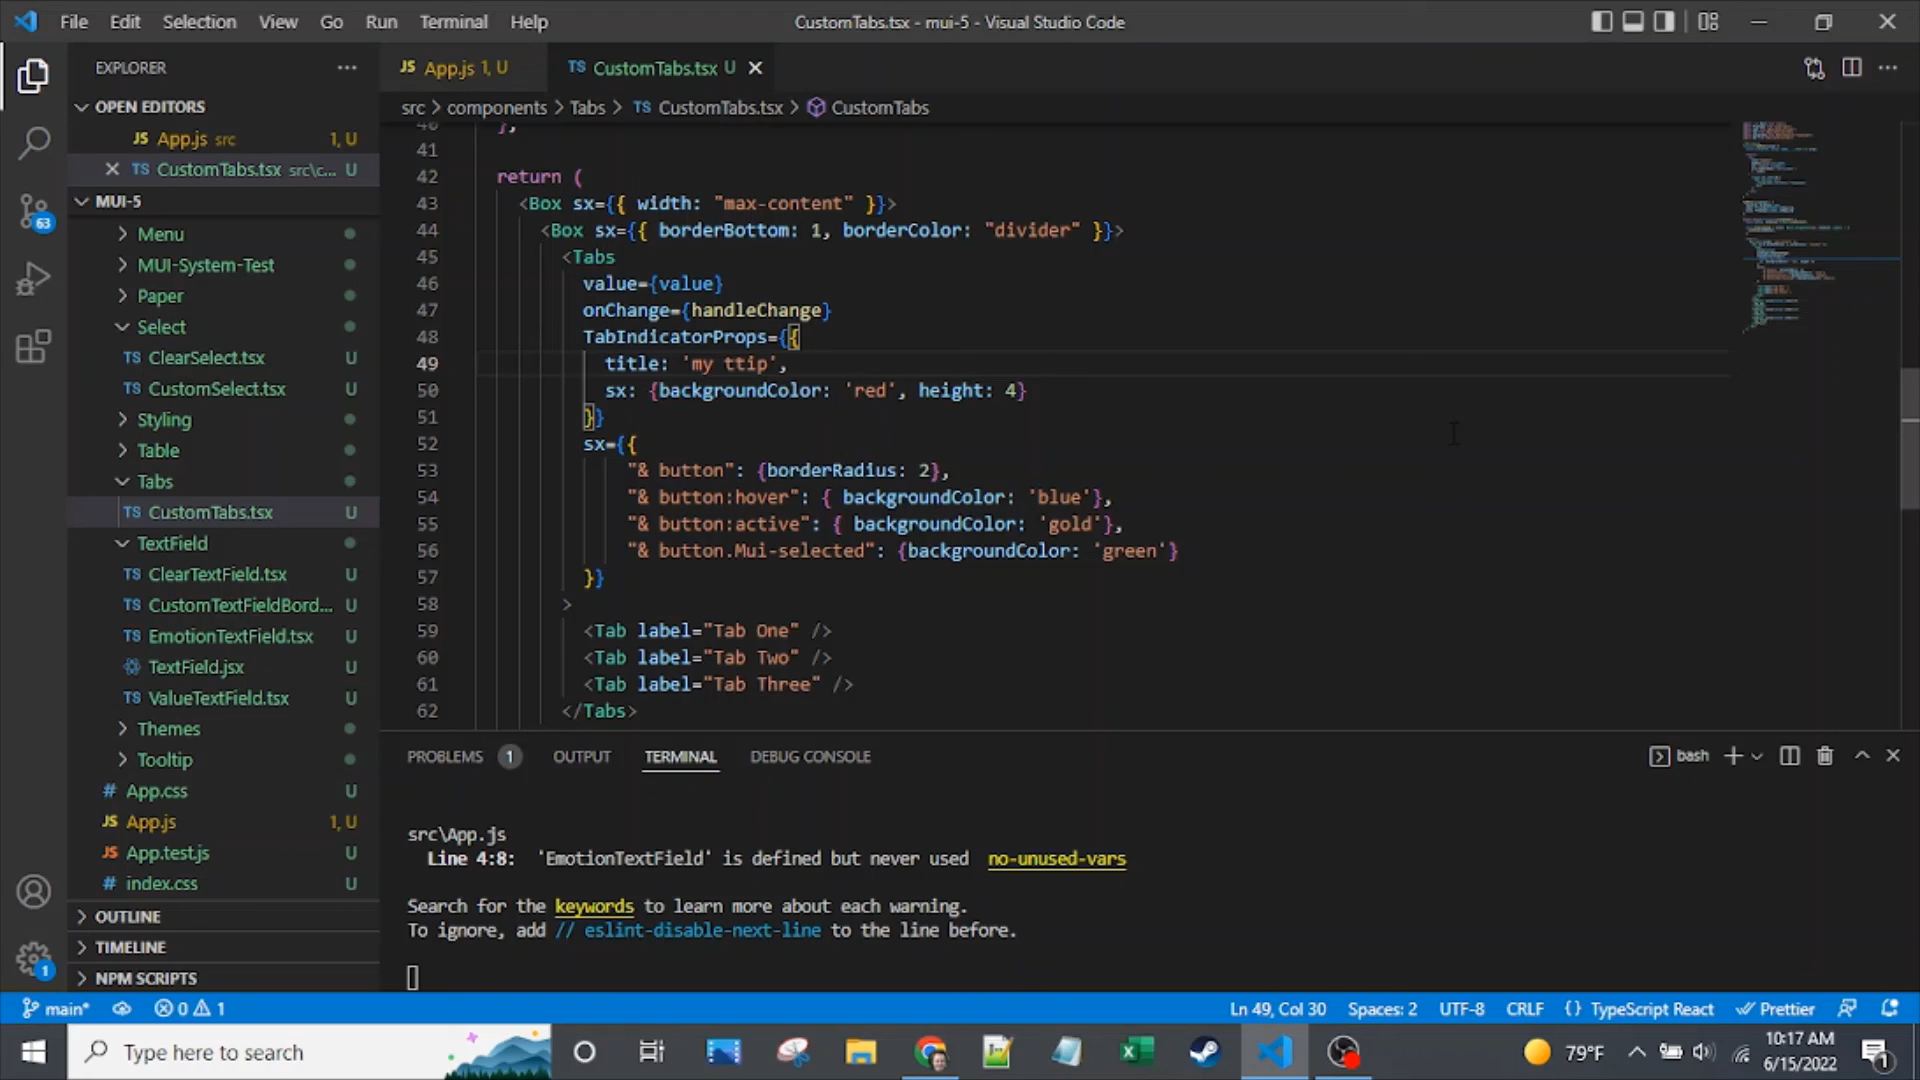 File Edit Selection View Go Run Terminal Help CustomTabs.tsx - mui-5 - Visual Studio Code
EXPLORER
OPEN EDITORS
JS App.js src 1, U
TS CustomTabs.tsx src\c... U
MUI-5
Menu
MUI-System-Test
Paper
Select
TS ClearSelect.tsx U
TS CustomSelect.tsx U
Styling
Table
Tabs
TS CustomTabs.tsx U
TextField
TS ClearTextField.tsx U
TS CustomTextFieldBord... U
TS EmotionTextField.tsx U
TextField.jsx U
TS ValueTextField.tsx U
Themes
Tooltip
# App.css U
JS App.js 1, U
JS App.test.js U
# index.css U
OUTLINE
TIMELINE
NPM SCRIPTS
63
1
JS App.js 1, U TS CustomTabs.tsx U
src > components > Tabs > TS CustomTabs.tsx > CustomTabs
40 };
41
42 return (
43 <Box sx={{ width: "max-content" }}>
44 <Box sx={{ borderBottom: 1, borderColor: "divider" }}>
45 <Tabs
46 value={value}
47 onChange={handleChange}
48 TabIndicatorProps={{
49 title: 'my ttip',
50 sx: {backgroundColor: 'red', height: 4}
51 }}
52 sx={{
53 "& button": {borderRadius: 2},
54 "& button:hover": { backgroundColor: 'blue'},
55 "& button:active": { backgroundColor: 'gold'},
56 "& button.Mui-selected": {backgroundColor: 'green'}
57 }}
58 >
59 <Tab label="Tab One" />
60 <Tab label="Tab Two" />
61 <Tab label="Tab Three" />
62 </Tabs>
PROBLEMS 1 OUTPUT TERMINAL DEBUG CONSOLE bash
src\App.js
Line 4:8: 'EmotionTextField' is defined but never used no-unused-vars
Search for the keywords to learn more about each warning.
To ignore, add // eslint-disable-next-line to the line before.
main* 0 1 Ln 49, Col 30 Spaces: 2 UTF-8 CRLF {} TypeScript React Prettier
Type here to search 79°F 10:17 AM
6/15/2022
1